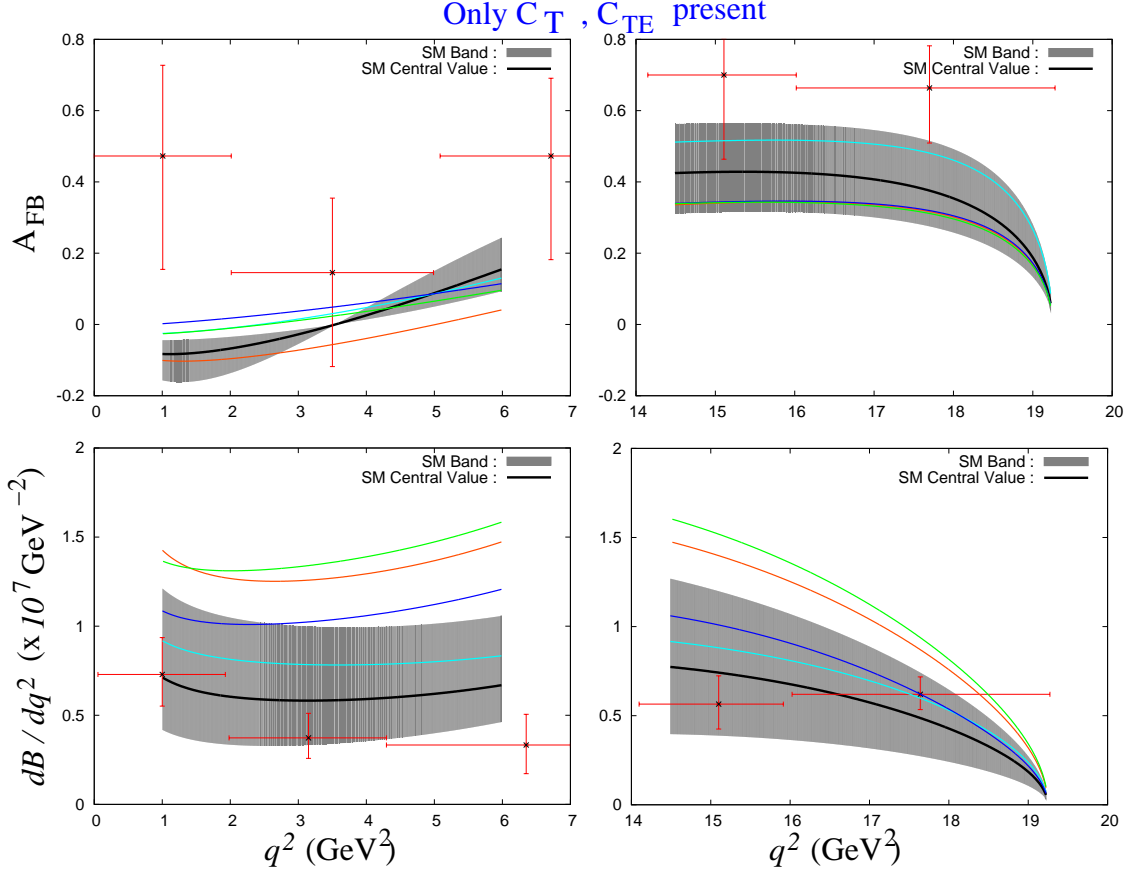 Only C T , C TE present
0.8
0.6
0.4
0.2
0
-0.2
0 1 2 3 4 5 6 7
A FB
SM Band :
SM Central Value :
0.8
0.6
0.4
0.2
0
-0.2
14 15 16 17 18 19 20
SM Band :
SM Central Value :
2
1.5
1
0.5
0
0 1 2 3 4 5 6 7
dB / dq² (x 10⁷ GeV⁻²)
q² (GeV²)
SM Band :
SM Central Value :
2
1.5
1
0.5
0
14 15 16 17 18 19 20
q² (GeV²)
SM Band :
SM Central Value :